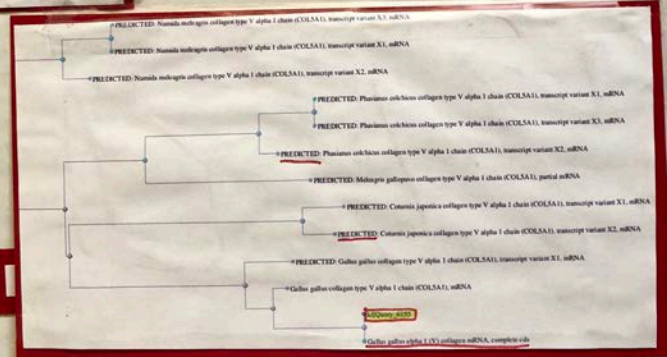 PREDICTED: Numida meleagris collagen type V alpha 1 chain (COL5A1), transcript variant X3, mRNA
PREDICTED: Numida meleagris collagen type V alpha 1 chain (COL5A1), transcript variant X1, mRNA
PREDICTED: Numida meleagris collagen type V alpha 1 chain (COL5A1), transcript variant X2, mRNA
PREDICTED: Phasianus colchicus collagen type V alpha 1 chain (COL5A1), transcript variant X1, mRNA
PREDICTED: Phasianus colchicus collagen type V alpha 1 chain (COL5A1), transcript variant X3, mRNA
PREDICTED: Phasianus colchicus collagen type V alpha 1 chain (COL5A1), transcript variant X2, mRNA
PREDICTED: Meleagris gallopavo collagen type V alpha 1 chain (COL5A1), partial mRNA
PREDICTED: Coturnix japonica collagen type V alpha 1 chain (COL5A1), transcript variant X1, mRNA
PREDICTED: Coturnix japonica collagen type V alpha 1 chain (COL5A1), transcript variant X2, mRNA
PREDICTED: Gallus gallus collagen type V alpha 1 chain (COL5A1), transcript variant X1, mRNA
Gallus gallus collagen type V alpha 1 chain (COL5A1), mRNA
Gallus gallus alpha 1 (V) collagen mRNA, complete cds